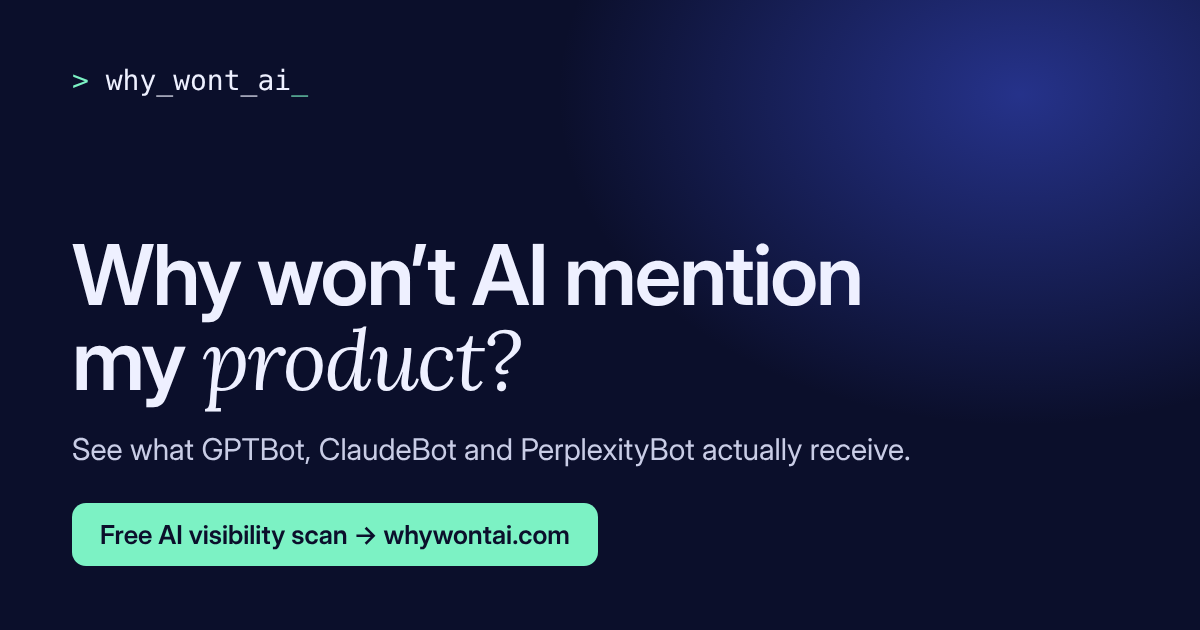 > why_wont_ai_
Why won’t AI mention
my product?
See what GPTBot, ClaudeBot and PerplexityBot actually receive.
Free AI visibility scan → whywontai.com